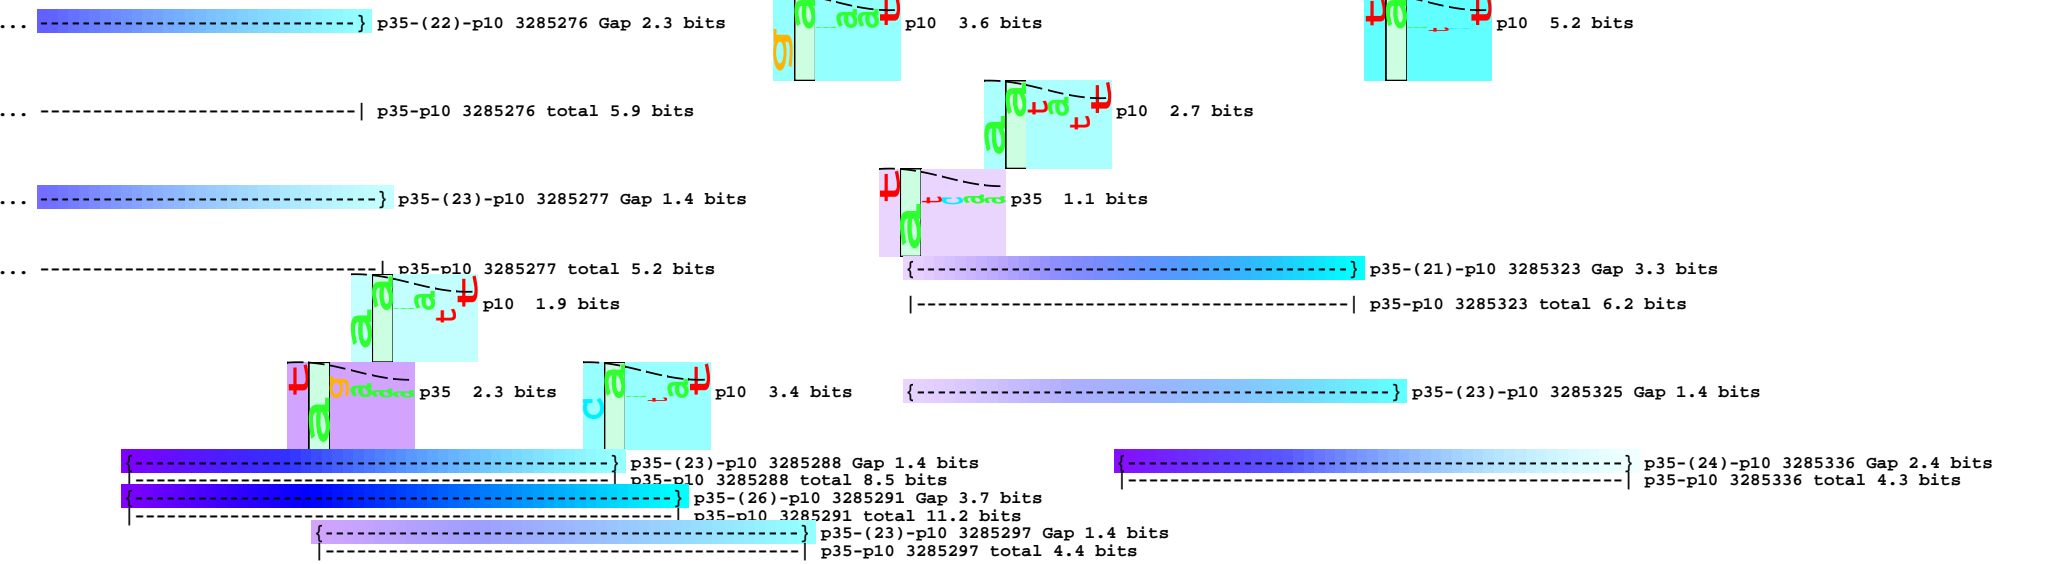 ... -------------------------------} p35-(22)-p10 3285276 Gap 2.3 bits
p10 3.6 bits
p10 5.2 bits
... ------------------------------| p35-p10 3285276 total 5.9 bits
p10 2.7 bits
... --------------------------------} p35-(23)-p10 3285277 Gap 1.4 bits
p35 1.1 bits
... --------------------------------| p35-p10 3285277 total 5.2 bits
{----------------------------------------} p35-(21)-p10 3285323 Gap 3.3 bits
p10 1.9 bits
|----------------------------------------| p35-p10 3285323 total 6.2 bits
p35 2.3 bits
p10 3.4 bits
{--------------------------------------------} p35-(23)-p10 3285325 Gap 1.4 bits
{--------------------------------------------} p35-(23)-p10 3285288 Gap 1.4 bits
{----------------------------------------------} p35-(24)-p10 3285336 Gap 2.4 bits
|--------------------------------------------| p35-p10 3285288 total 8.5 bits
|----------------------------------------------| p35-p10 3285336 total 4.3 bits
{--------------------------------------------------} p35-(26)-p10 3285291 Gap 3.7 bits
|--------------------------------------------------| p35-p10 3285291 total 11.2 bits
{--------------------------------------------} p35-(23)-p10 3285297 Gap 1.4 bits
|--------------------------------------------| p35-p10 3285297 total 4.4 bits